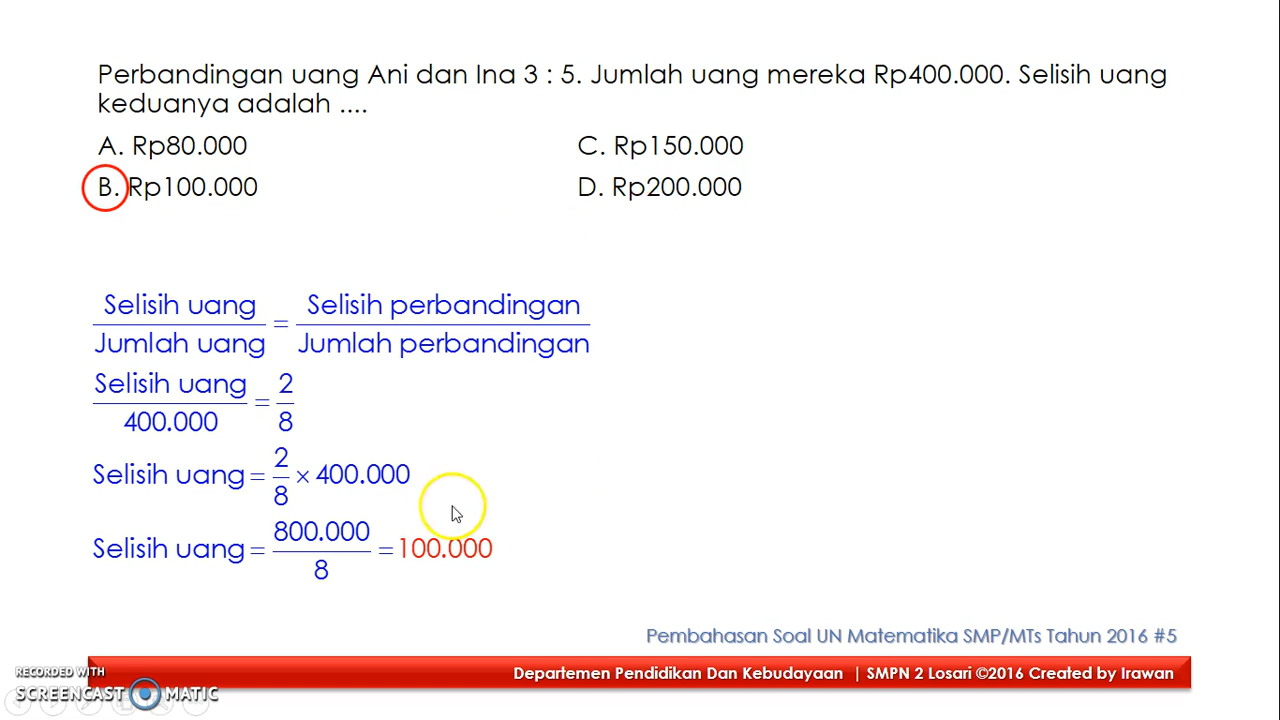 Perbandingan uang Ani dan Ina 3 : 5. Jumlah uang mereka Rp400.000. Selisih uang
keduanya adalah ....
A. Rp80.000
C. Rp150.000
B. Rp100.000
D. Rp200.000
Selisih uang / Jumlah uang = Selisih perbandingan / Jumlah perbandingan
Selisih uang / 400.000 = 2 / 8
Selisih uang = 2 / 8 × 400.000
Selisih uang = 800.000 / 8 = 100.000
Pembahasan Soal UN Matematika SMP/MTs Tahun 2016 #5
Departemen Pendidikan Dan Kebudayaan | SMPN 2 Losari ©2016 Created by Irawan
RECORDED WITH
SCREENCAST MATIC